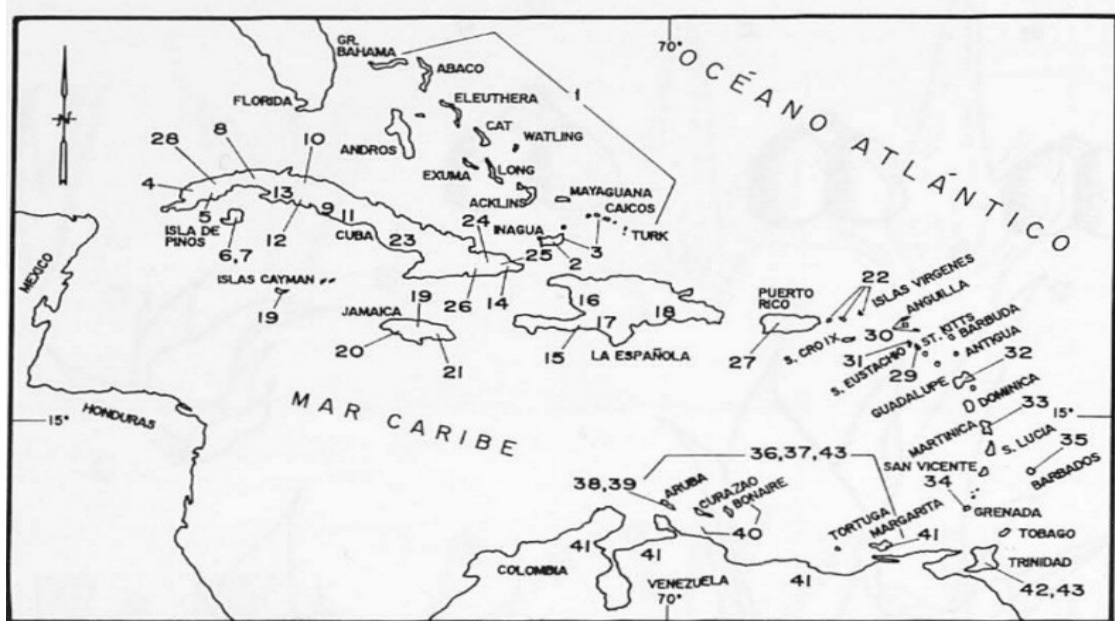 70°
OCÉANO ATLÁNTICO
GR.
BAHAMA
ABACO
1
FLORIDA
ELEUTHERA
CAT
WATLING
ANDROS
EXUMA
LONG
ACKLINS
MAYAGUANA
CAICOS
TURK
INAGUA
3
2
N
28
8
10
4
13
9
11
5
ISLA DE
PINOS
6,7
12
CUBA
23
24
25
26
14
MEXICO
ISLAS CAYMAN
19
JAMAICA
19
20
21
16
17
18
15
LA ESPAÑOLA
PUERTO
RICO
27
22
ISLAS VIRGENES
ANGUILLA
30
S. CROIX
ST. KITTS
BARBUDA
31
S. EUSTACHIO
29
ANTIGUA
32
GUADALUPE
DOMINICA
33
15°
HONDURAS
MAR CARIBE
15°
MARTINICA
S. LUCIA
35
SAN VICENTE
BARBADOS
34
GRENADA
36,37,43
38,39
ARUBA
CURAZAO
BONAIRE
40
TORTUGA
MARGARITA
41
TOBAGO
TRINIDAD
42,43
41
41
41
COLOMBIA
VENEZUELA
70°